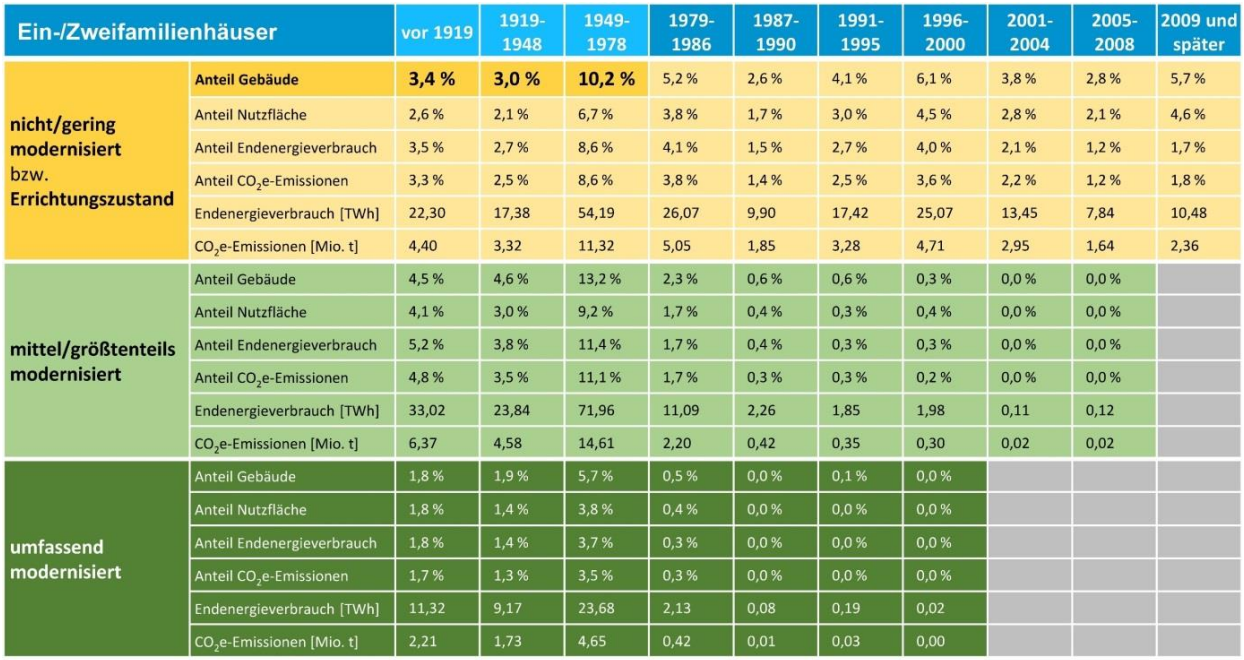 Ein-/Zweifamilienhäuser vor 1919 1919-1948 1949-1978 1979-1986 1987-1990 1991-1995 1996-2000 2001-2004 2005-2008 2009 und später
nicht/gering modernisiert bzw. Errichtungszustand
Anteil Gebäude 3,4 % 3,0 % 10,2 % 5,2 % 2,6 % 4,1 % 6,1 % 3,8 % 2,8 % 5,7 %
Anteil Nutzfläche 2,6 % 2,1 % 6,7 % 3,8 % 1,7 % 3,0 % 4,5 % 2,8 % 2,1 % 4,6 %
Anteil Endenergieverbrauch 3,5 % 2,7 % 8,6 % 4,1 % 1,5 % 2,7 % 4,0 % 2,1 % 1,2 % 1,7 %
Anteil CO₂e-Emissionen 3,3 % 2,5 % 8,6 % 3,8 % 1,4 % 2,5 % 3,6 % 2,2 % 1,2 % 1,8 %
Endenergieverbrauch [TWh] 22,30 17,38 54,19 26,07 9,90 17,42 25,07 13,45 7,84 10,48
CO₂e-Emissionen [Mio. t] 4,40 3,32 11,32 5,05 1,85 3,28 4,71 2,95 1,64 2,36
mittel/größtenteils modernisiert
Anteil Gebäude 4,5 % 4,6 % 13,2 % 2,3 % 0,6 % 0,6 % 0,3 % 0,0 % 0,0 %
Anteil Nutzfläche 4,1 % 3,0 % 9,2 % 1,7 % 0,4 % 0,3 % 0,4 % 0,0 % 0,0 %
Anteil Endenergieverbrauch 5,2 % 3,8 % 11,4 % 1,7 % 0,4 % 0,3 % 0,3 % 0,0 % 0,0 %
Anteil CO₂e-Emissionen 4,8 % 3,5 % 11,1 % 1,7 % 0,3 % 0,3 % 0,2 % 0,0 % 0,0 %
Endenergieverbrauch [TWh] 33,02 23,84 71,96 11,09 2,26 1,85 1,98 0,11 0,12
CO₂e-Emissionen [Mio. t] 6,37 4,58 14,61 2,20 0,42 0,35 0,30 0,02 0,02
umfassend modernisiert
Anteil Gebäude 1,8 % 1,9 % 5,7 % 0,5 % 0,0 % 0,1 % 0,0 %
Anteil Nutzfläche 1,8 % 1,4 % 3,8 % 0,4 % 0,0 % 0,0 % 0,0 %
Anteil Endenergieverbrauch 1,8 % 1,4 % 3,7 % 0,3 % 0,0 % 0,0 % 0,0 %
Anteil CO₂e-Emissionen 1,7 % 1,3 % 3,5 % 0,3 % 0,0 % 0,0 % 0,0 %
Endenergieverbrauch [TWh] 11,32 9,17 23,68 2,13 0,08 0,19 0,02
CO₂e-Emissionen [Mio. t] 2,21 1,73 4,65 0,42 0,01 0,03 0,00